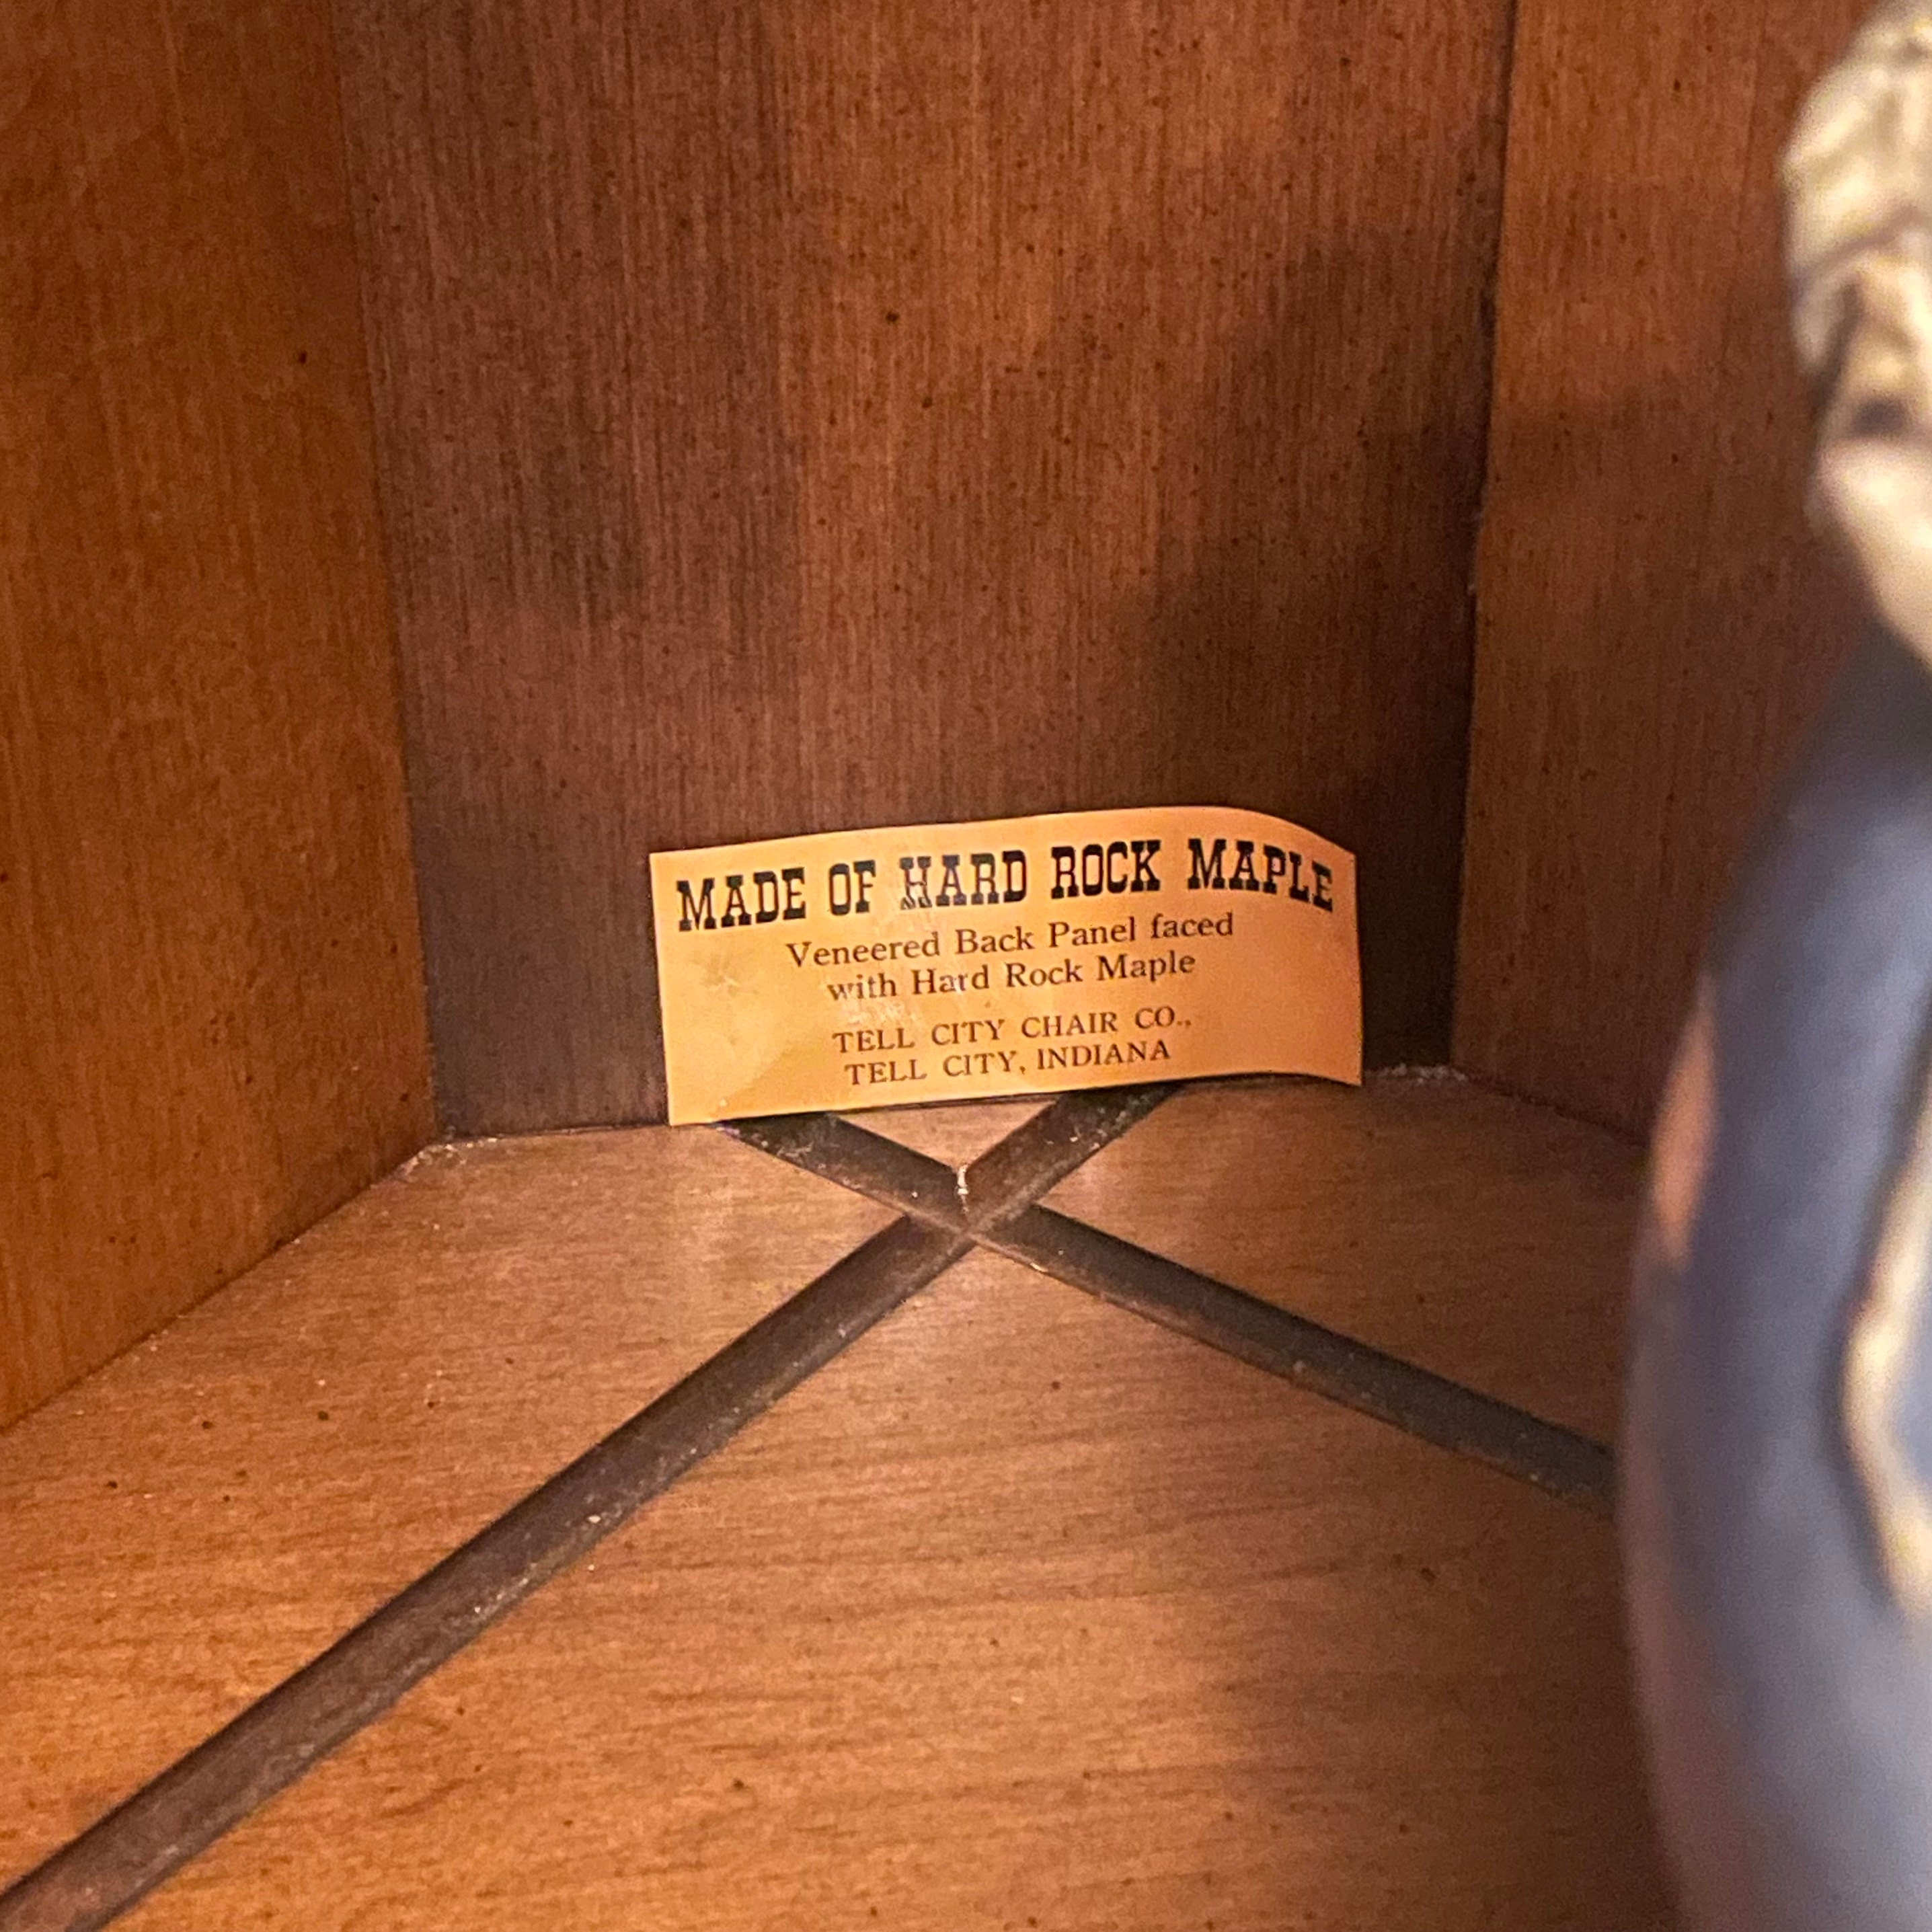 MADE OF HARD ROCK MAPLE
Veneered Back Panel faced
with Hard Rock Maple
TELL CITY CHAIR CO.,
TELL CITY, INDIANA